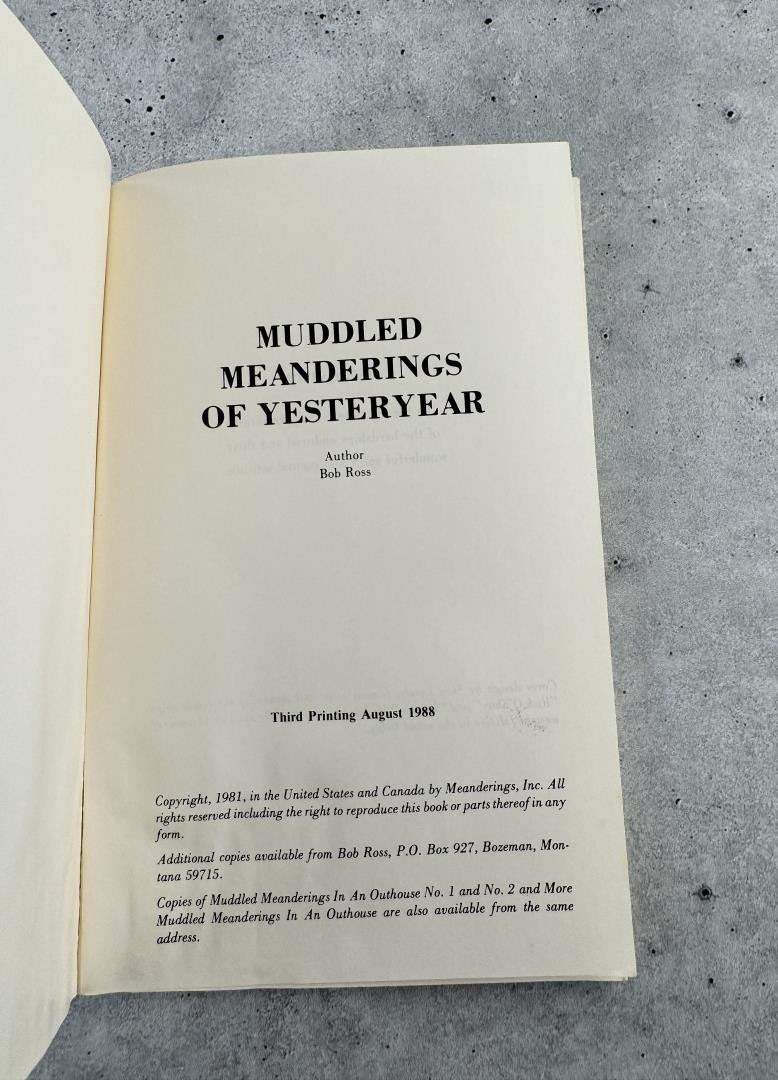 MUDDLED
MEANDERINGS
OF YESTERYEAR
Author
Bob Ross
Third Printing August 1988
Copyright, 1981, in the United States and Canada by Meanderings, Inc. All
rights reserved including the right to reproduce this book or parts thereof in any
form.
Additional copies available from Bob Ross, P.O. Box 927, Bozeman, Mon-
tana 59715.
Copies of Muddled Meanderings In An Outhouse No. 1 and No. 2 and More
Muddled Meanderings In An Outhouse are also available from the same
address.